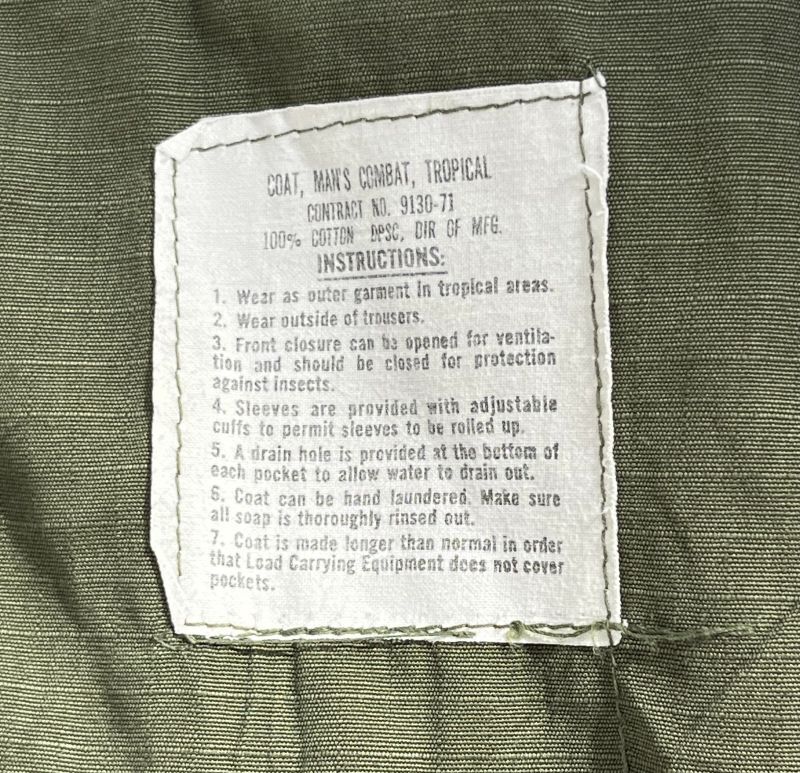 COAT, MAN'S COMBAT, TROPICAL
CONTRACT NO. 9130-71
100% COTTON DPSC, DIR OF MFG.
INSTRUCTIONS:
1. Wear as outer garment in tropical areas.
2. Wear outside of trousers.
3. Front closure can be opened for ventila-
tion and should be closed for protection
against insects.
4. Sleeves are provided with adjustable
cuffs to permit sleeves to be rolled up.
5. A drain hole is provided at the bottom of
each pocket to allow water to drain out.
6. Coat can be hand laundered. Make sure
all soap is thoroughly rinsed out.
7. Coat is made longer than normal in order
that Load Carrying Equipment does not cover
pockets.